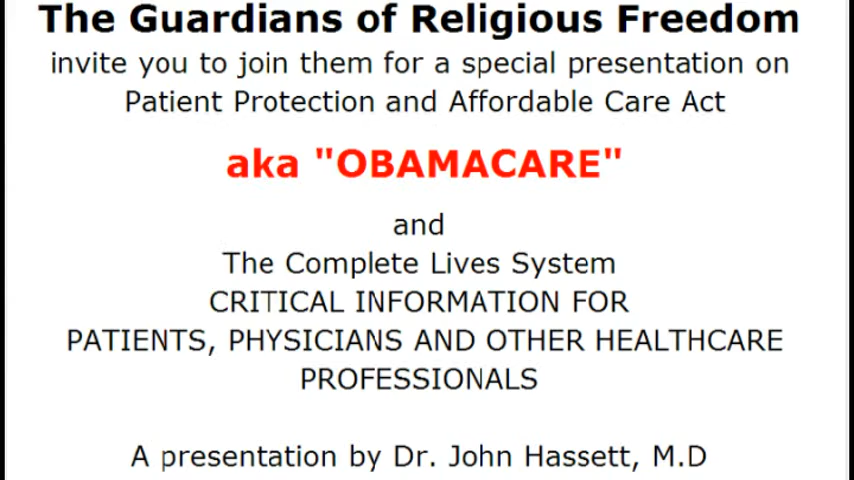 The Guardians of Religious Freedom
invite you to join them for a special presentation on
Patient Protection and Affordable Care Act
aka "OBAMACARE"
and
The Complete Lives System
CRITICAL INFORMATION FOR
PATIENTS, PHYSICIANS AND OTHER HEALTHCARE
PROFESSIONALS
A presentation by Dr. John Hassett, M.D